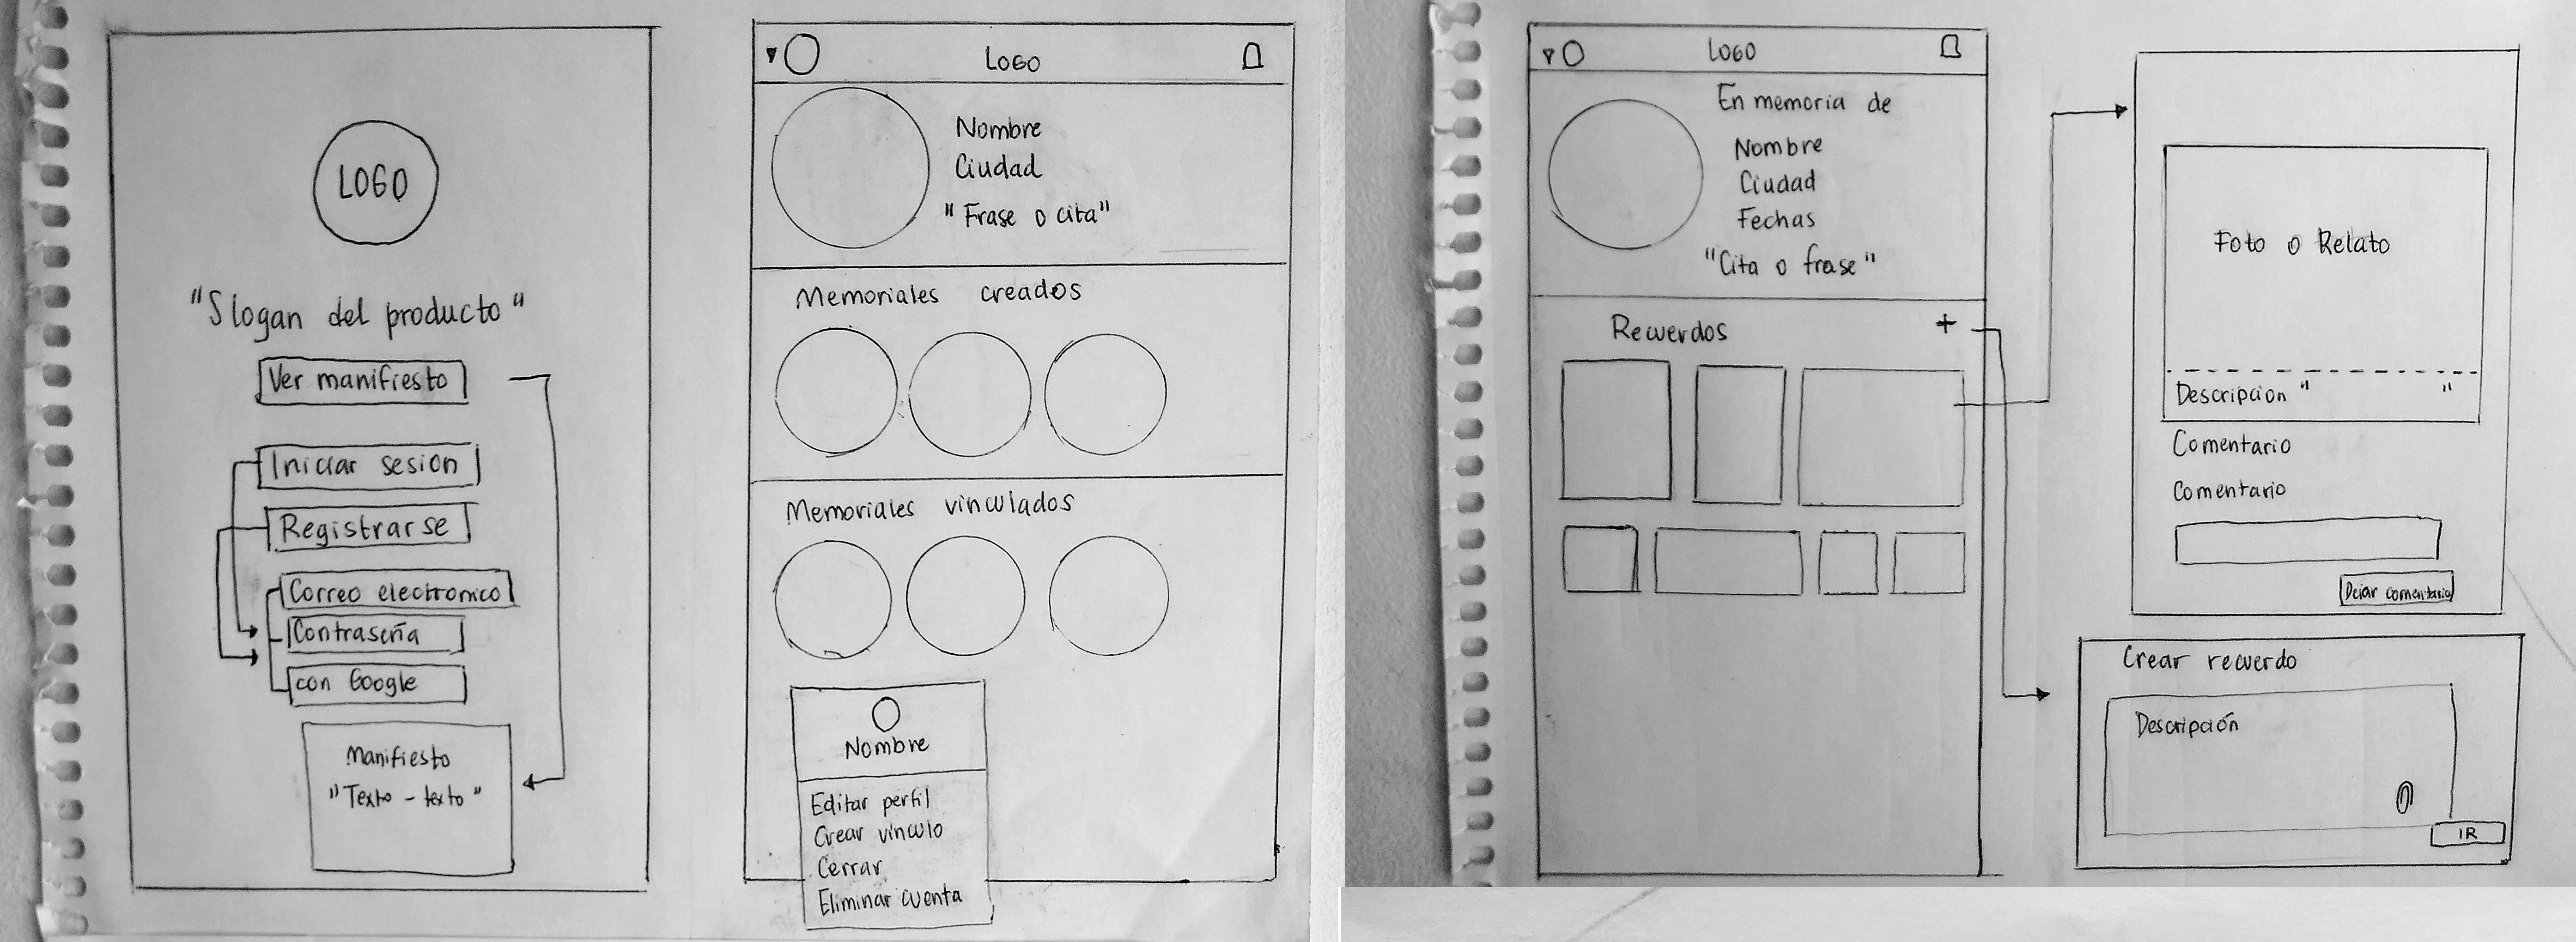 LOGO
"Slogan del producto"
Ver manifiesto
Iniciar sesion
Registrarse
Correo electronico
Contraseña
con Google
Manifiesto
"Texto - texto"
LOGO
Nombre
Ciudad
"Frase o cita"
Memoriales creados
Memoriales vinculados
Nombre
Editar perfil
Crear vinculo
Cerrar
Eliminar cuenta
LOGO
En memoria de
Nombre
Ciudad
Fechas
"Cita o frase"
Recuerdos +
Foto o Relato
Descripcion " "
Comentario
Comentario
Dejar comentario
Crear recuerdo
Descripción
IR